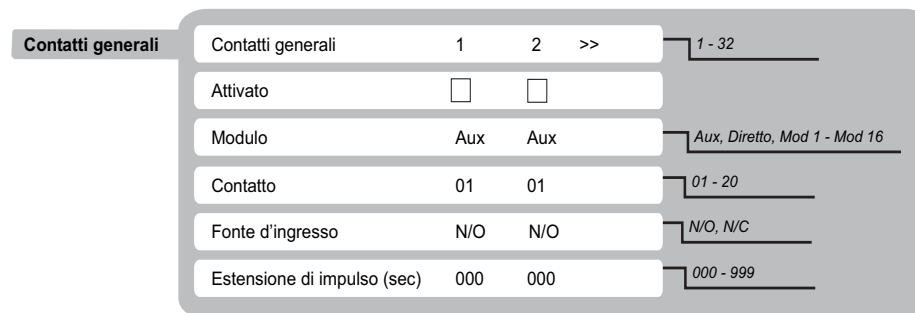 Contatti generali
Contatti generali 1 2 >> 1 - 32
Attivato
Modulo Aux Aux Aux, Diretto, Mod 1 - Mod 16
Contatto 01 01 01 - 20
Fonte d'ingresso N/O N/O N/O, N/C
Estensione di impulso (sec) 000 000 000 - 999